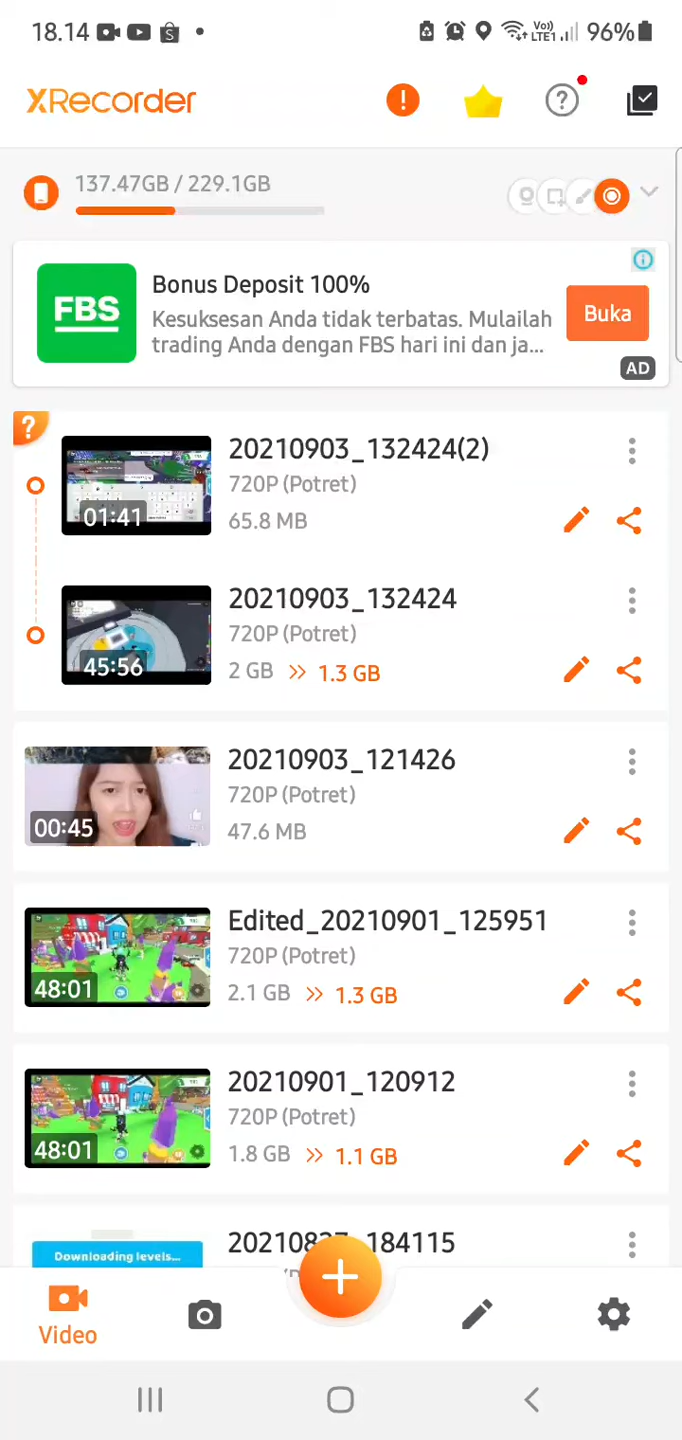 18.14
Vo))
LTE1
96%
XRecorder
137.47GB / 229.1GB
FBS
Bonus Deposit 100%
Kesuksesan Anda tidak terbatas. Mulailah
trading Anda dengan FBS hari ini dan ja...
Buka
AD
?
20210903_132424(2)
720P (Potret)
01:41
65.8 MB
20210903_132424
720P (Potret)
45:56
2 GB >> 1.3 GB
20210903_121426
720P (Potret)
00:45
47.6 MB
Edited_20210901_125951
720P (Potret)
48:01
2.1 GB >> 1.3 GB
20210901_120912
720P (Potret)
48:01
1.8 GB >> 1.1 GB
Downloading levels...
Video